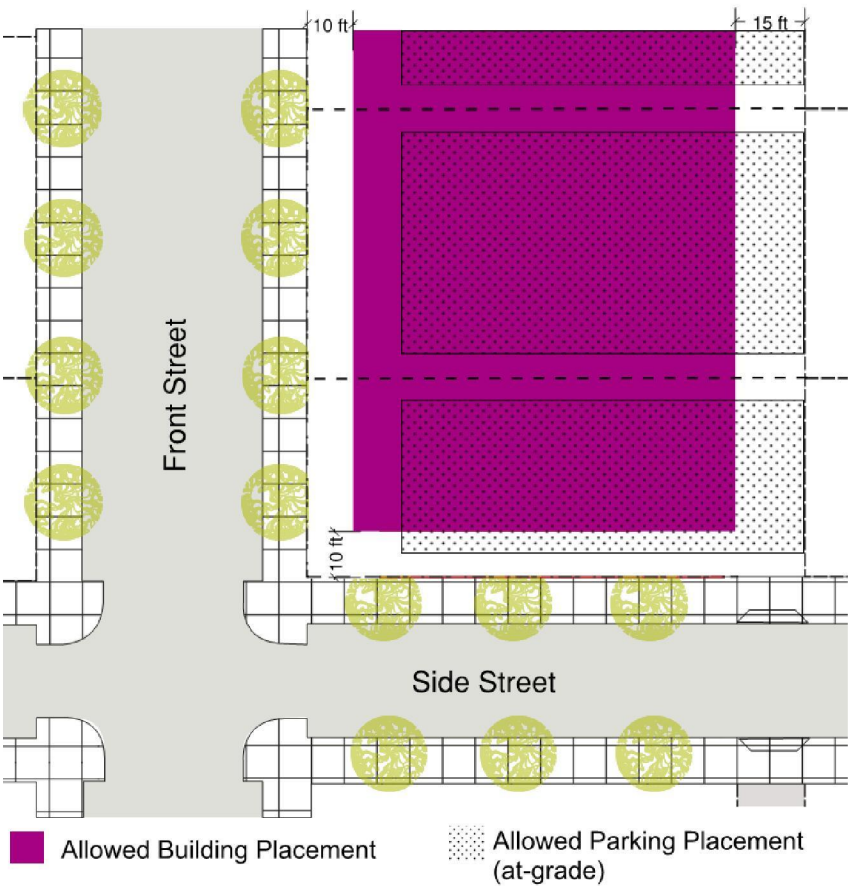 10 ft
15 ft
Front Street
10 ft
Side Street
Allowed Building Placement
Allowed Parking Placement
(at-grade)